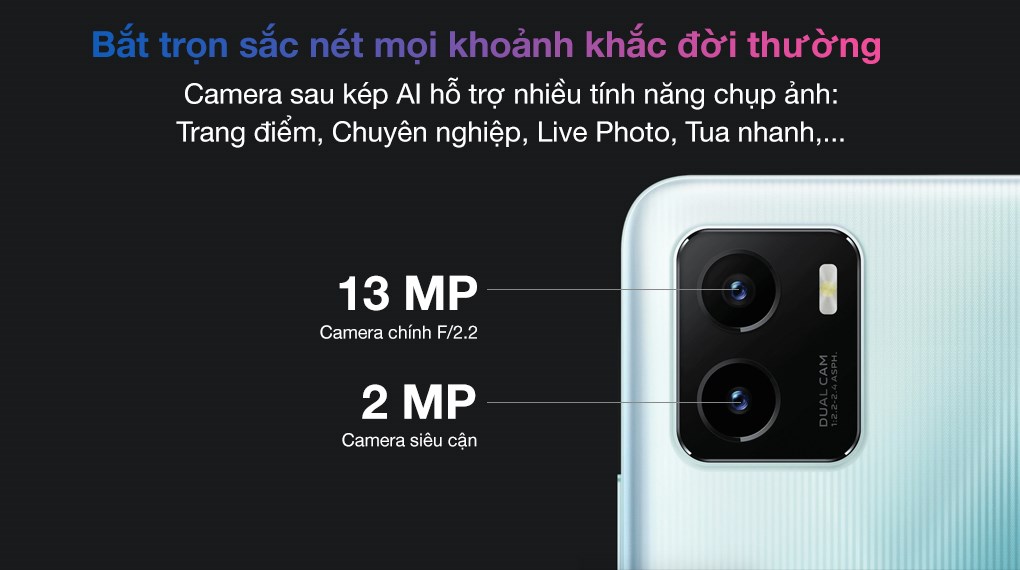 Bắt trọn sắc nét mọi khoảnh khắc đời thường
Camera sau kép AI hỗ trợ nhiều tính năng chụp ảnh:
Trang điểm, Chuyên nghiệp, Live Photo, Tua nhanh,...
13 MP
Camera chính F/2.2
2 MP
Camera siêu cận
DUAL CAM
1:2.2-2.4 ASPH.